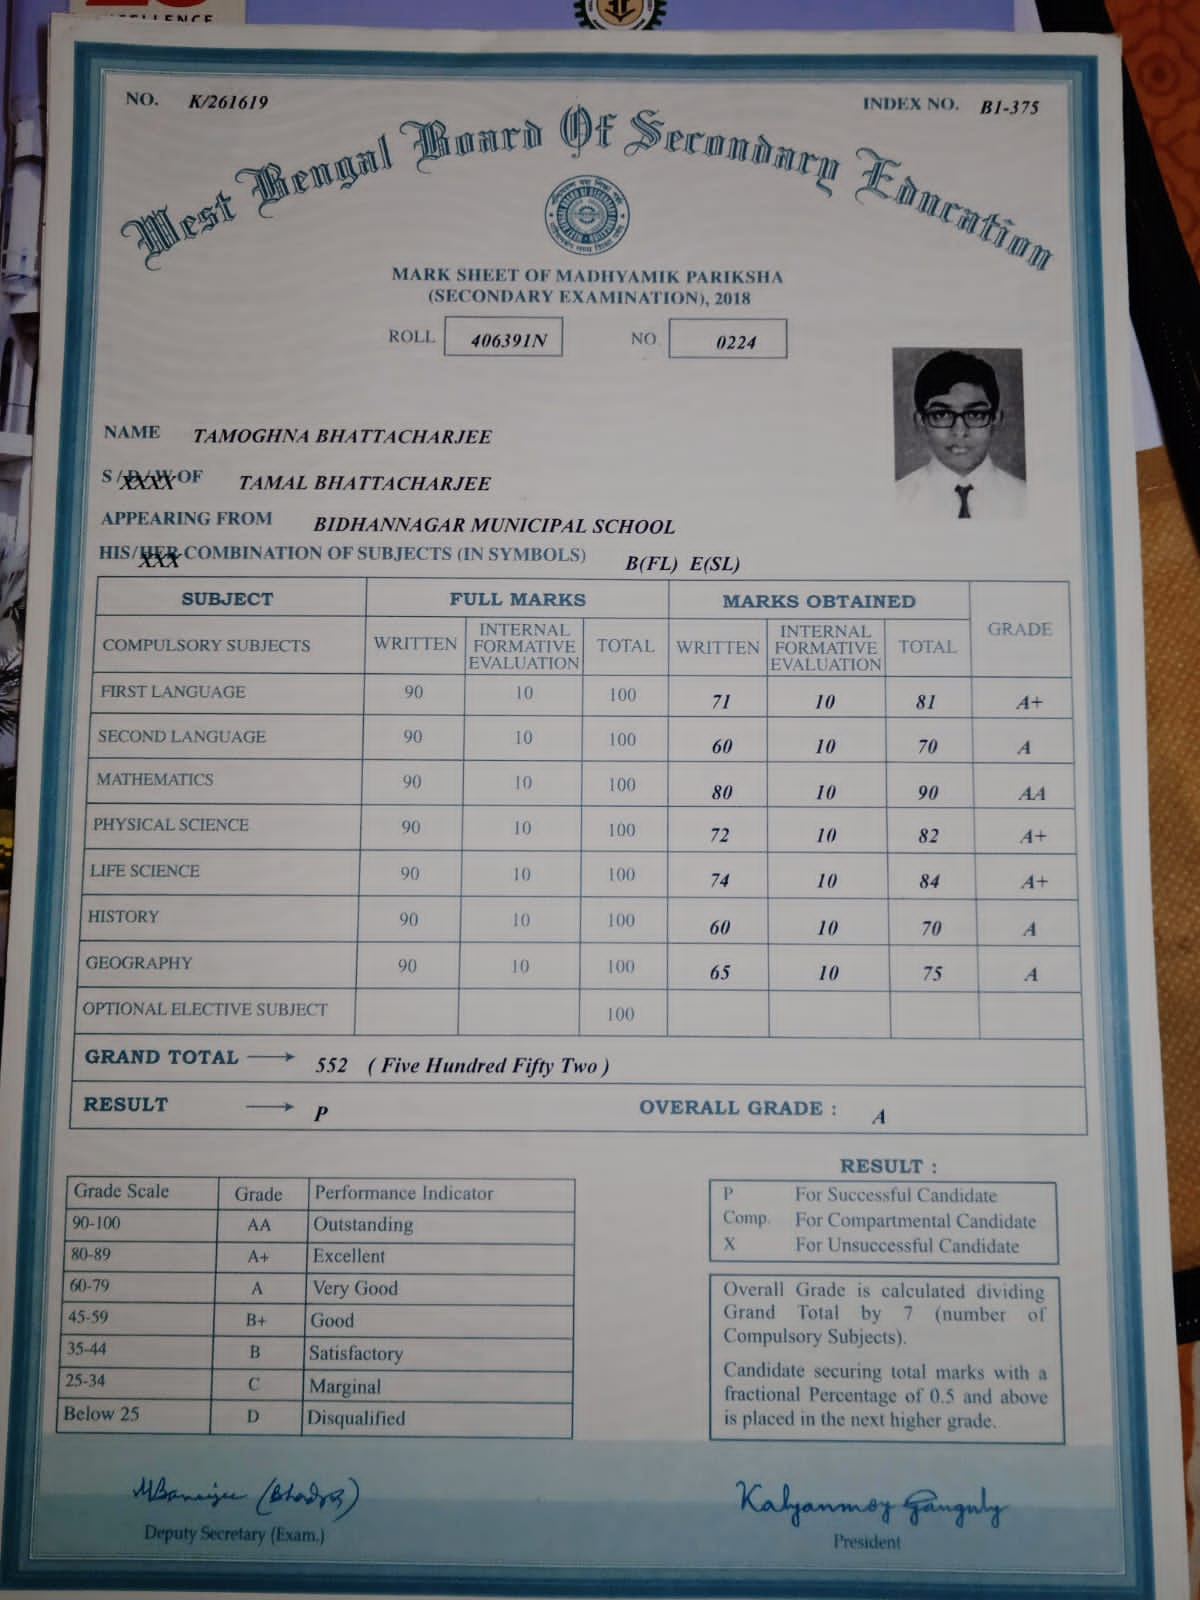 EXCELLENCE
NO. K/261619 INDEX NO. B1-375
West Bengal Board Of Secondary Education
MARK SHEET OF MADHYAMIK PARIKSHA
(SECONDARY EXAMINATION), 2018
ROLL 406391N NO 0224
NAME TAMOGHNA BHATTACHARJEE
S/D/W OF TAMAL BHATTACHARJEE
APPEARING FROM BIDHANNAGAR MUNICIPAL SCHOOL
HIS/HER COMBINATION OF SUBJECTS (IN SYMBOLS) B(FL) E(SL)
SUBJECT FULL MARKS MARKS OBTAINED GRADE
COMPULSORY SUBJECTS WRITTEN INTERNAL FORMATIVE EVALUATION TOTAL WRITTEN INTERNAL FORMATIVE EVALUATION TOTAL
FIRST LANGUAGE 90 10 100 71 10 81 A+
SECOND LANGUAGE 90 10 100 60 10 70 A
MATHEMATICS 90 10 100 80 10 90 AA
PHYSICAL SCIENCE 90 10 100 72 10 82 A+
LIFE SCIENCE 90 10 100 74 10 84 A+
HISTORY 90 10 100 60 10 70 A
GEOGRAPHY 90 10 100 65 10 75 A
OPTIONAL ELECTIVE SUBJECT 100
GRAND TOTAL 552 (Five Hundred Fifty Two)
RESULT P OVERALL GRADE : A
Grade Scale Grade Performance Indicator
90-100 AA Outstanding
80-89 A+ Excellent
60-79 A Very Good
45-59 B+ Good
35-44 B Satisfactory
25-34 C Marginal
Below 25 D Disqualified
RESULT :
P For Successful Candidate
Comp. For Compartmental Candidate
X For Unsuccessful Candidate
Overall Grade is calculated dividing
Grand Total by 7 (number of
Compulsory Subjects).
Candidate securing total marks with a
fractional Percentage of 0.5 and above
is placed in the next higher grade.
Deputy Secretary (Exam.)
Kalyanmoy Ganguly
President